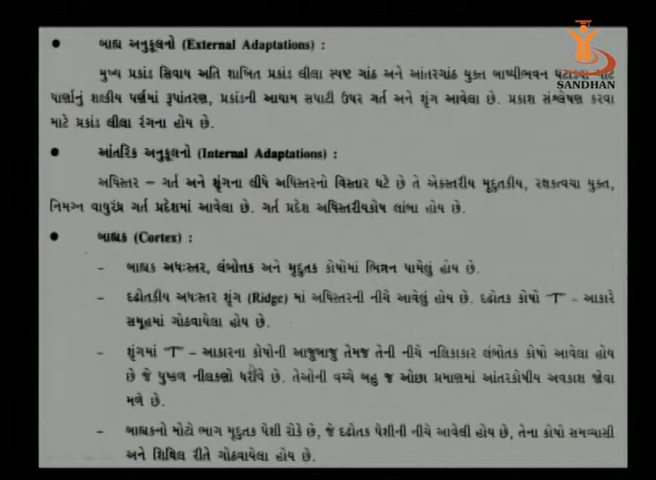 SANDHAN
• બાહ્ય અનુકૂલનો (External Adaptations) :
મુખ્ય પ્રકાંડ સિવાય અતિ શાખિત પ્રકાંડ લીલા સ્પષ્ટ ગાંઠ અને આંતરગાંઠ યુક્ત બાષ્પીભવન ઘટાડવા માટે
પાર્ણનું શલ્કીય પર્ણમાં રૂપાંતરણ, પ્રકાંડની આયામ સપાટી ઉપર ગર્ત અને શૃંગ આવેલા છે. પ્રકાશ સંશ્લેષણ કરવા
માટે પ્રકાંડ લીલા રંગના હોય છે.
• આંતરિક અનુકૂલનો (Internal Adaptations) :
અધિસ્તર – ગર્ત અને શૃંગના લીધે અધિસ્તરનો વિસ્તાર ઘટે છે તે એકસ્તરીય મૃદુતકીય, રક્ષકત્વચા યુક્ત,
નિમગ્ન વાયુરંધ્ર ગર્ત પ્રદેશમાં આવેલા છે. ગર્ત પ્રદેશ અધિસ્તરીયકોષ લાંબા હોય છે.
• બાહ્યક (Cortex) :
– બાહ્યક અધઃસ્તર, લંબોત્તક અને મૃદુતક કોષોમાં ભિન્નન પામેલું હોય છે.
– દઢોતકીય અધઃસ્તર શૃંગ (Ridge) માં અધિસ્તરની નીચે આવેલું હોય છે. દઢોતક કોષો T – આકારે
સમૂહમાં ગોઠવાયેલા હોય છે.
– શૃંગમાં T – આકારના કોષોની આજુબાજુ તેમજ તેની નીચે નલિકાકાર લંબોતક કોષો આવેલા હોય
છે જે પુષ્કળ નીલકણો ધરાવે છે. તેઓની વચ્ચે બહુ જ ઓછા પ્રમાણમાં આંતરકોષીય અવકાશ જોવા
મળે છે.
– બાહ્યકનો મોટો ભાગ મૃદુતક પેશી રોકે છે, જે દઢોતક પેશીની નીચે આવેલી હોય છે, તેના કોષો સમવ્યાસી
અને શિથિલ રીતે ગોઠવાયેલા હોય છે.